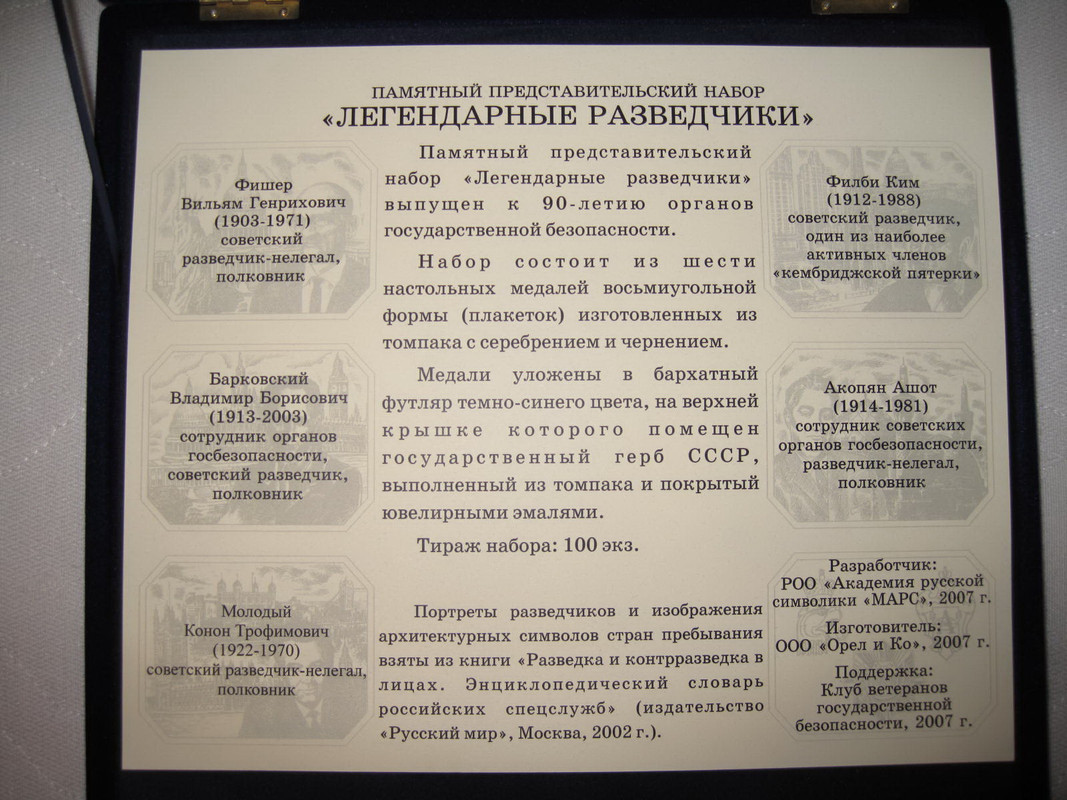 ПАМЯТНЫЙ ПРЕДСТАВИТЕЛЬСКИЙ НАБОР
«ЛЕГЕНДАРНЫЕ РАЗВЕДЧИКИ»
Фишер
Вильям Генрихович
(1903-1971)
советский
разведчик-нелегал,
полковник
Барковский
Владимир Борисович
(1913-2003)
сотрудник органов
госбезопасности,
советский разведчик,
полковник
Молодый
Конон Трофимович
(1922-1970)
советский разведчик-нелегал,
полковник
Памятный представительский
набор «Легендарные разведчики»
выпущен к 90-летию органов
государственной безопасности.
Набор состоит из шести
настольных медалей восьмиугольной
формы (плакеток) изготовленных из
томпака с серебрением и чернением.
Медали уложены в бархатный
футляр темно-синего цвета, на верхней
крышке которого помещен
государственный герб СССР,
выполненный из томпака и покрытый
ювелирными эмалями.
Тираж набора: 100 экз.
Портреты разведчиков и изображения
архитектурных символов стран пребывания
взяты из книги «Разведка и контрразведка в
лицах. Энциклопедический словарь
российских спецслужб» (издательство
«Русский мир», Москва, 2002 г.).
Филби Ким
(1912-1988)
советский разведчик,
один из наиболее
активных членов
«кембриджской пятерки»
Акопян Ашот
(1914-1981)
сотрудник советских
органов госбезопасности,
разведчик-нелегал,
полковник
Разработчик:
РОО «Академия русской
символики «МАРС», 2007 г.
Изготовитель:
ООО «Орел и Ко», 2007 г.
Поддержка:
Клуб ветеранов
государственной
безопасности, 2007 г.